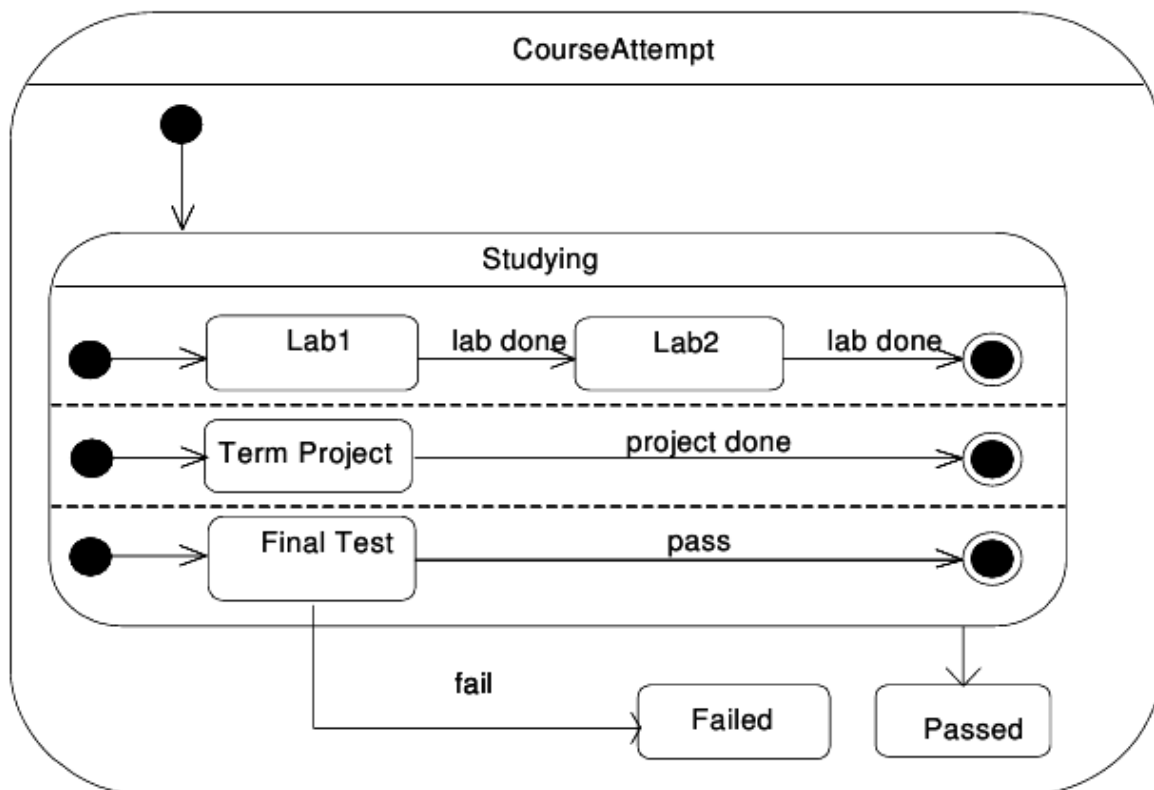 CourseAttempt
Studying
Lab1
lab done
Lab2
lab done
Term Project
project done
Final Test
pass
fail
Failed
Passed